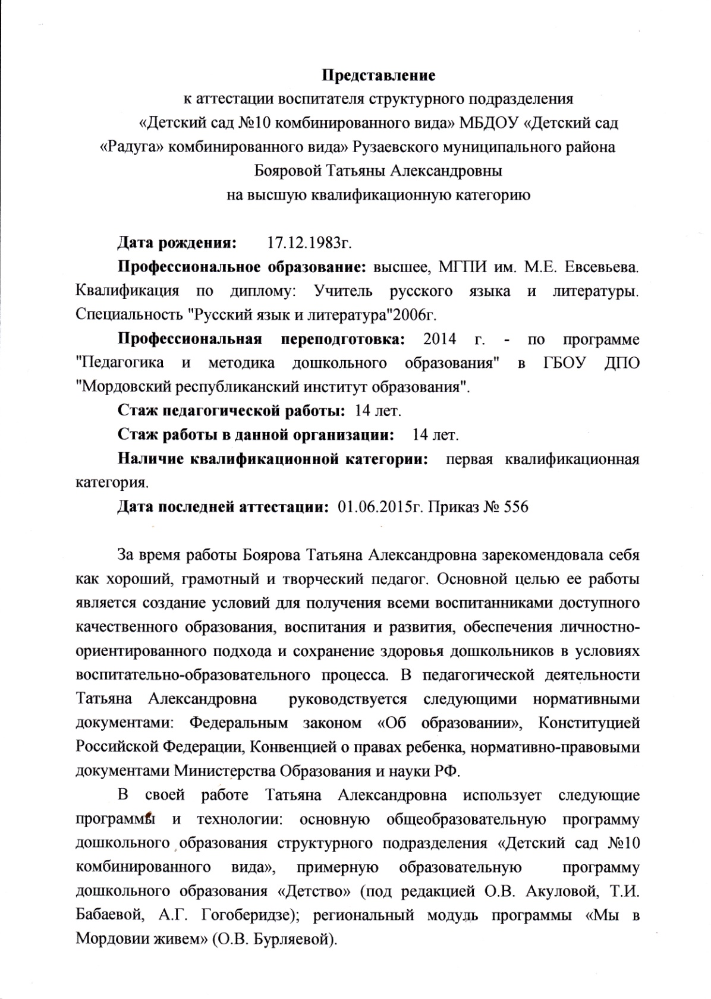 Представление
к аттестации воспитателя структурного подразделения
«Детский сад №10 комбинированного вида» МБДОУ «Детский сад
«Радуга» комбинированного вида» Рузаевского муниципального района
Бояровой Татьяны Александровны
на высшую квалификационную категорию
Дата рождения: 17.12.1983г.
Профессиональное образование: высшее, МГПИ им. М.Е. Евсевьева.
Квалификация по диплому: Учитель русского языка и литературы.
Специальность "Русский язык и литература"2006г.
Профессиональная переподготовка: 2014 г. - по программе
"Педагогика и методика дошкольного образования" в ГБОУ ДПО
"Мордовский республиканский институт образования".
Стаж педагогической работы: 14 лет.
Стаж работы в данной организации: 14 лет.
Наличие квалификационной категории: первая квалификационная
категория.
Дата последней аттестации: 01.06.2015г. Приказ № 556
За время работы Боярова Татьяна Александровна зарекомендовала себя
как хороший, грамотный и творческий педагог. Основной целью ее работы
является создание условий для получения всеми воспитанниками доступного
качественного образования, воспитания и развития, обеспечения личностно-
ориентированного подхода и сохранение здоровья дошкольников в условиях
воспитательно-образовательного процесса. В педагогической деятельности
Татьяна Александровна руководствуется следующими нормативными
документами: Федеральным законом «Об образовании», Конституцией
Российской Федерации, Конвенцией о правах ребенка, нормативно-правовыми
документами Министерства Образования и науки РФ.
В своей работе Татьяна Александровна использует следующие
программы и технологии: основную общеобразовательную программу
дошкольного образования структурного подразделения «Детский сад №10
комбинированного вида», примерную образовательную программу
дошкольного образования «Детство» (под редакцией О.В. Акуловой, Т.И.
Бабаевой, А.Г. Гогоберидзе); региональный модуль программы «Мы в
Мордовии живем» (О.В. Бурляевой).